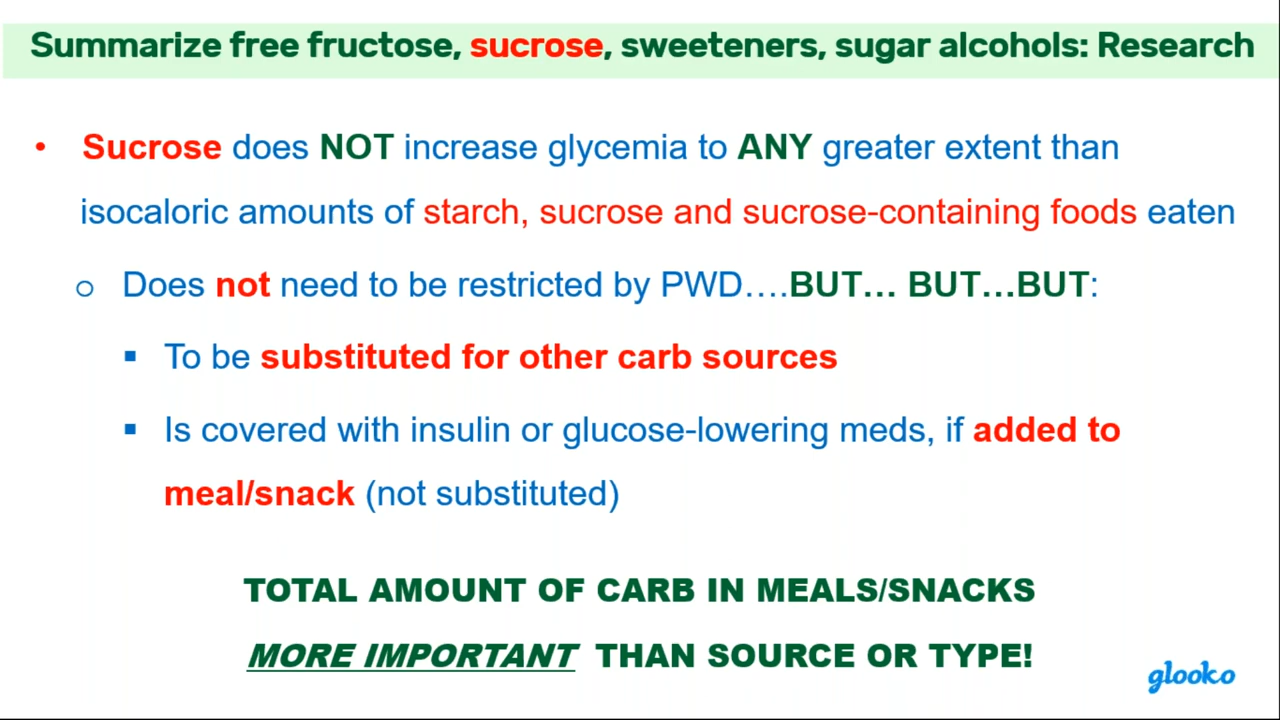 Summarize free fructose, sucrose, sweeteners, sugar alcohols: Research
• Sucrose does NOT increase glycemia to ANY greater extent than
isocaloric amounts of starch, sucrose and sucrose-containing foods eaten
o Does not need to be restricted by PWD....BUT... BUT...BUT:
▪ To be substituted for other carb sources
▪ Is covered with insulin or glucose-lowering meds, if added to
meal/snack (not substituted)
TOTAL AMOUNT OF CARB IN MEALS/SNACKS
MORE IMPORTANT THAN SOURCE OR TYPE!
glooko